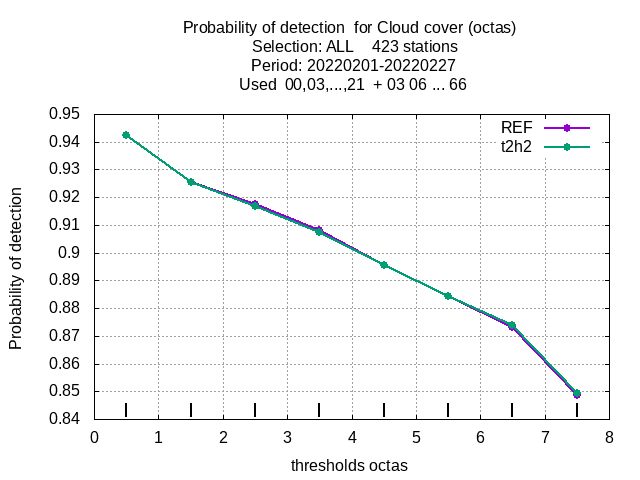 Probability of detection  for Cloud cover (octas)
Selection: ALL    423 stations
Period: 20220201-20220227
Used  00,03,...,21  + 03 06 ... 66
REF
t2h2
Probability of detection
0.95
0.94
0.93
0.92
0.91
0.9
0.89
0.88
0.87
0.86
0.85
0.84
0 1 2 3 4 5 6 7 8
thresholds octas